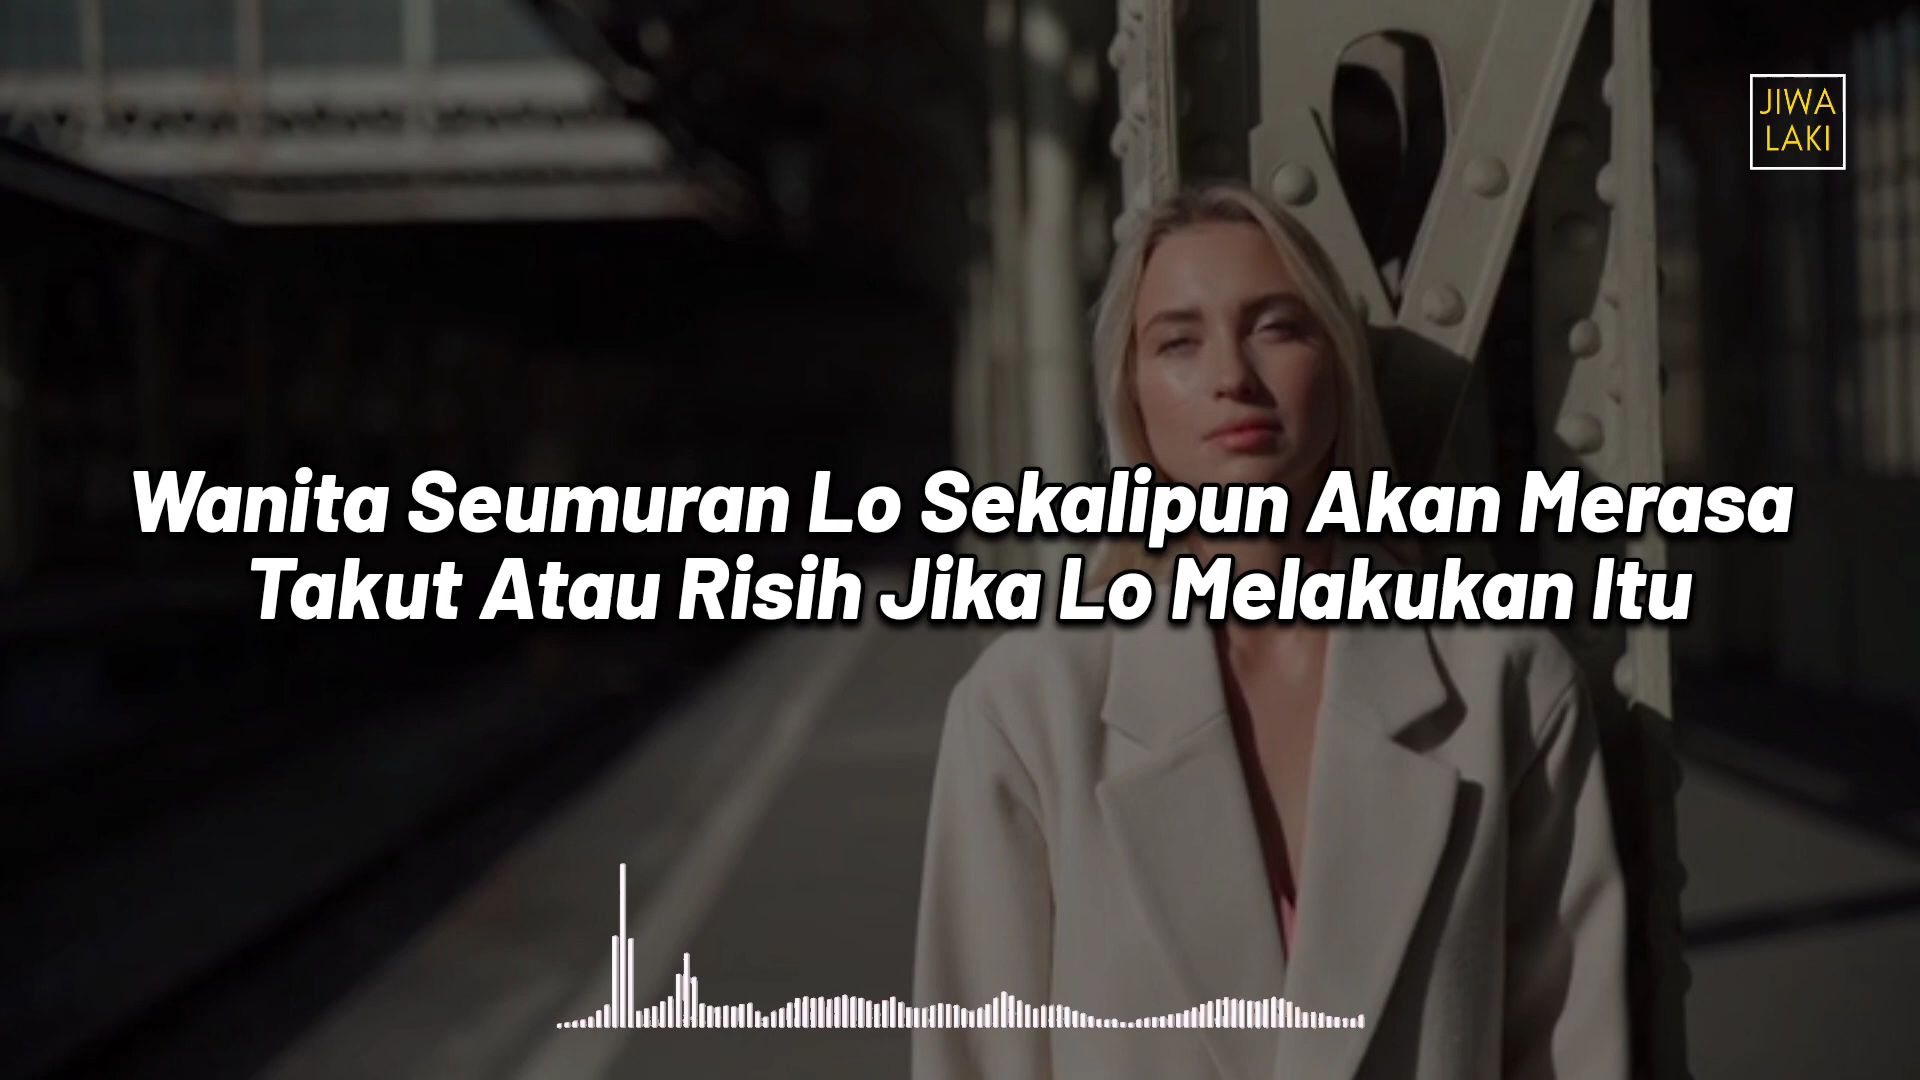 JIWA
LAKI
Wanita Seumuran Lo Sekalipun Akan Merasa
Takut Atau Risih Jika Lo Melakukan Itu